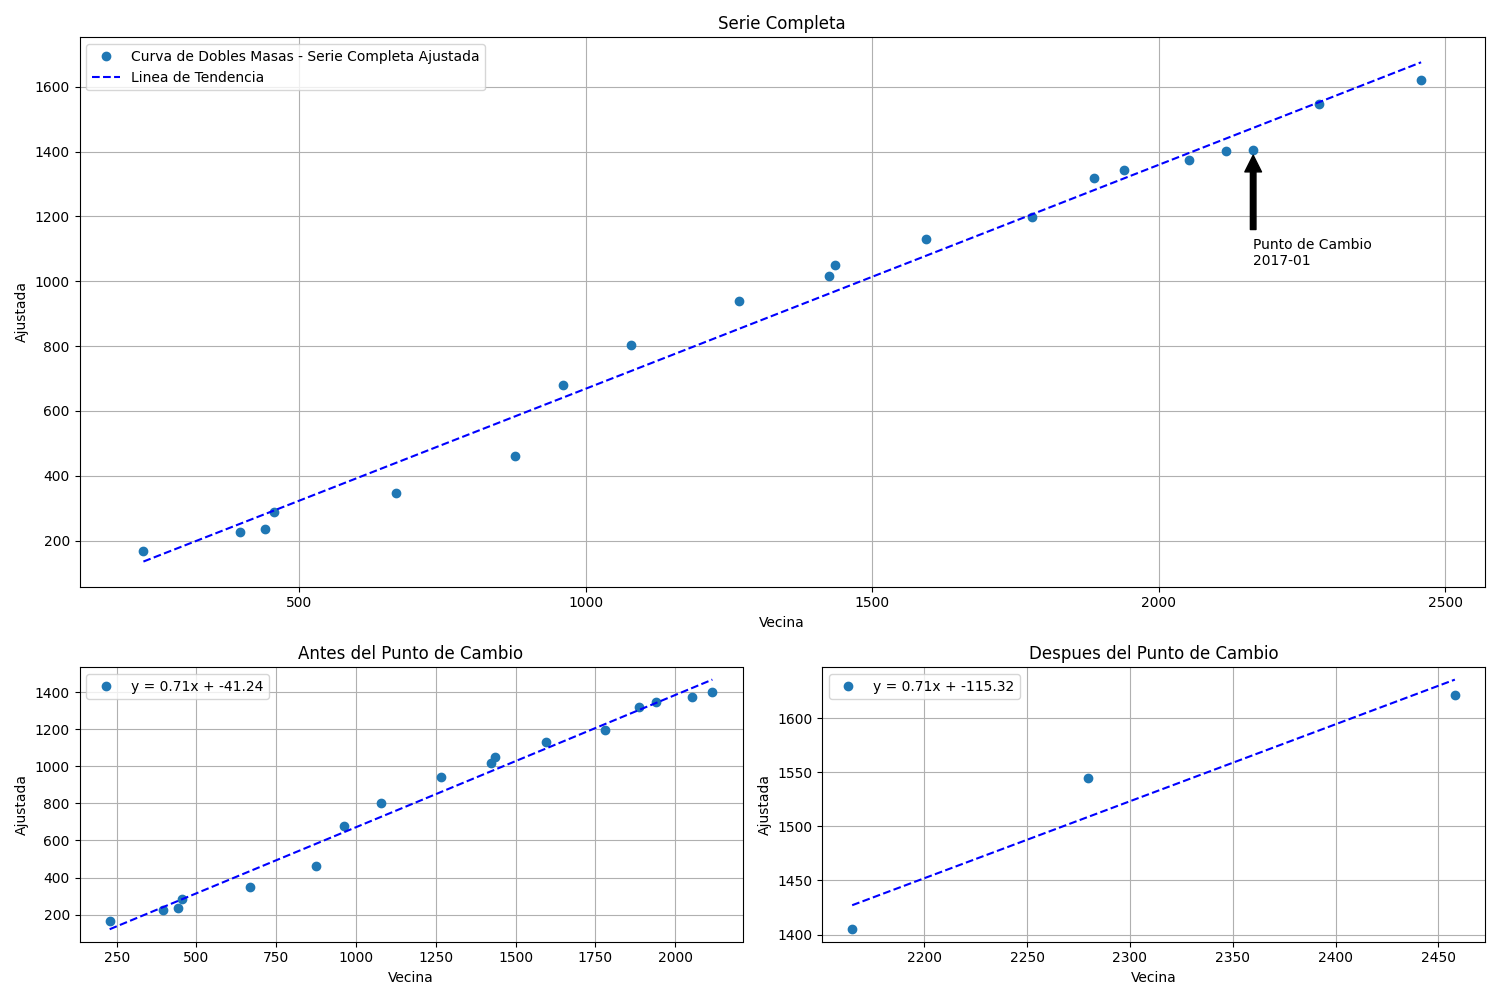 Serie Completa
Curva de Dobles Masas - Serie Completa Ajustada
Linea de Tendencia
Punto de Cambio
2017-01
Ajustada
1600
1400
1200
1000
800
600
400
200
500
1000
1500
2000
2500
Vecina
Antes del Punto de Cambio
y = 0.71x + -41.24
Ajustada
1400
1200
1000
800
600
400
200
250
500
750
1000
1250
1500
1750
2000
Vecina
Despues del Punto de Cambio
y = 0.71x + -115.32
Ajustada
1600
1550
1500
1450
1400
2200
2250
2300
2350
2400
2450
Vecina